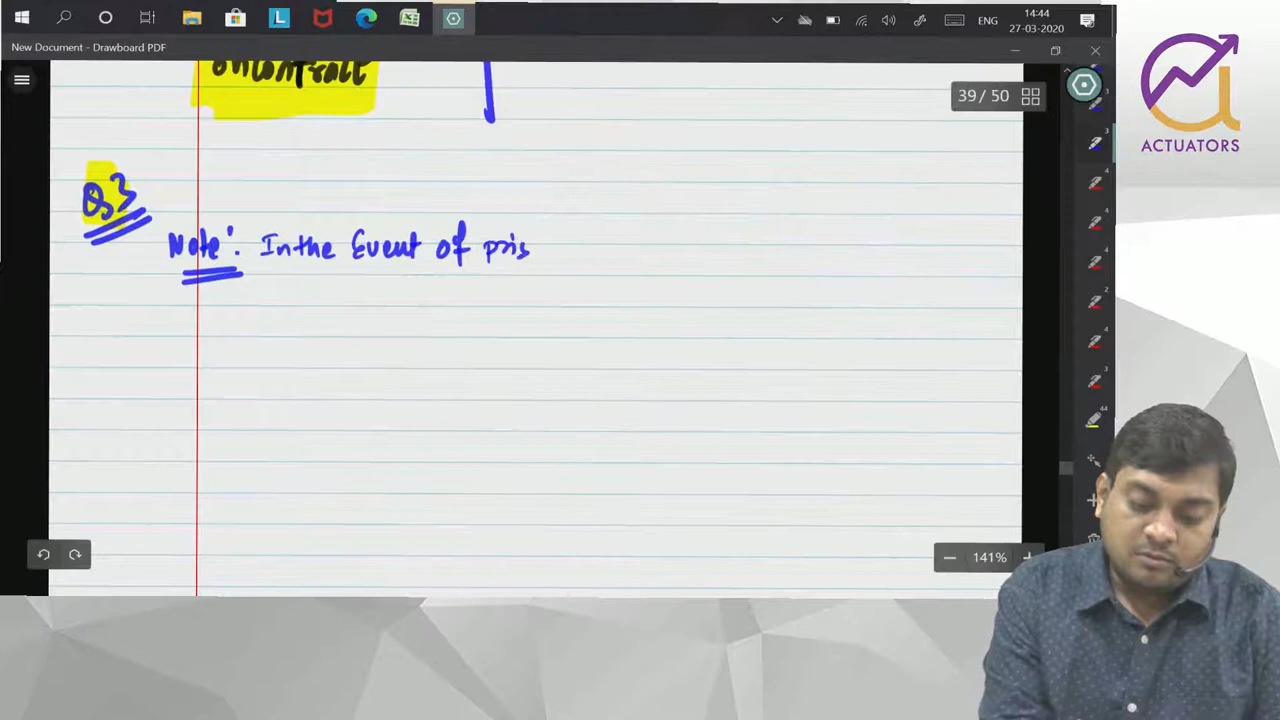 14:44
ENG
27-03-2020
New Document - Drawboard PDF
39 / 50
ACTUATORS
Q3
Note: In the Event of pris
141%